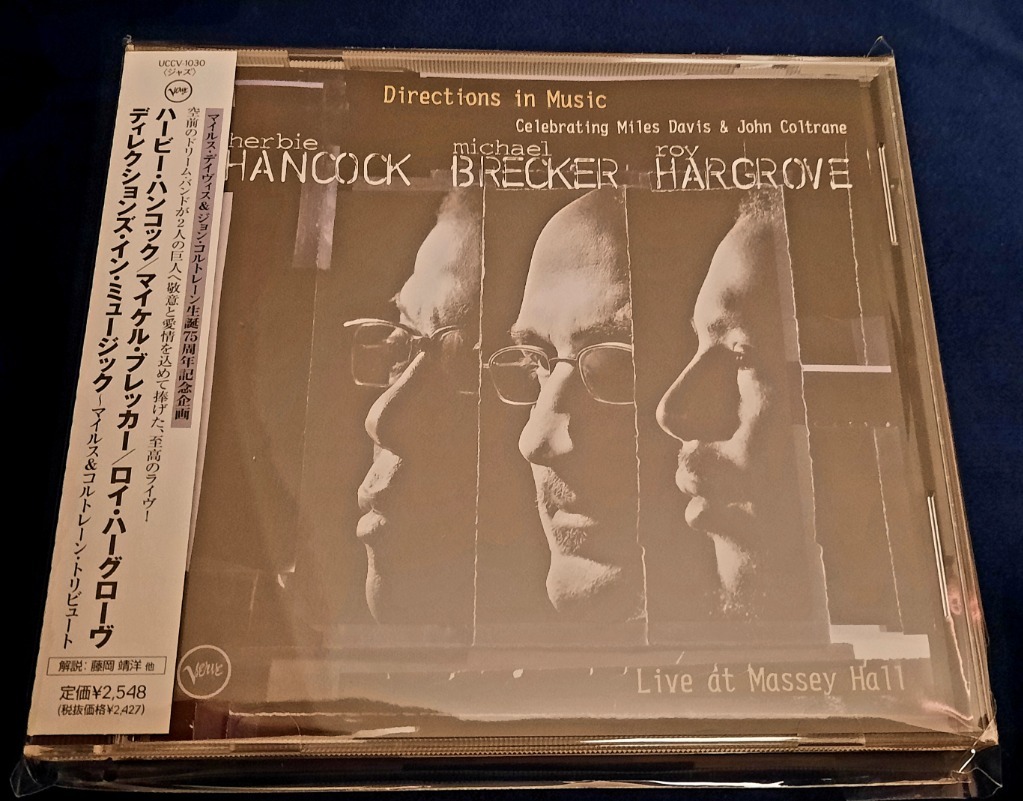 UCCV-1030
〈ジャズ〉
Verve
マイルス・デイヴィス&ジョン・コルトレーン生誕75周年記念企画
空前のドリーム・バンドが2人の巨人へ敬意と愛情を込めて捧げた、至高のライヴ!
ハービー・ハンコック/マイケル・ブレッカー/ロイ・ハーグローヴ
ディレクションズ・イン・ミュージック~マイルス&コルトレーン・トリビュート
解説:藤岡 靖洋 他
定価¥2,548
(税抜価格¥2,427)
Directions in Music
Celebrating Miles Davis & John Coltrane
herbie
HANCOCK
michael
BRECKER
roy
HARGROVE
Verve
Live at Massey Hall